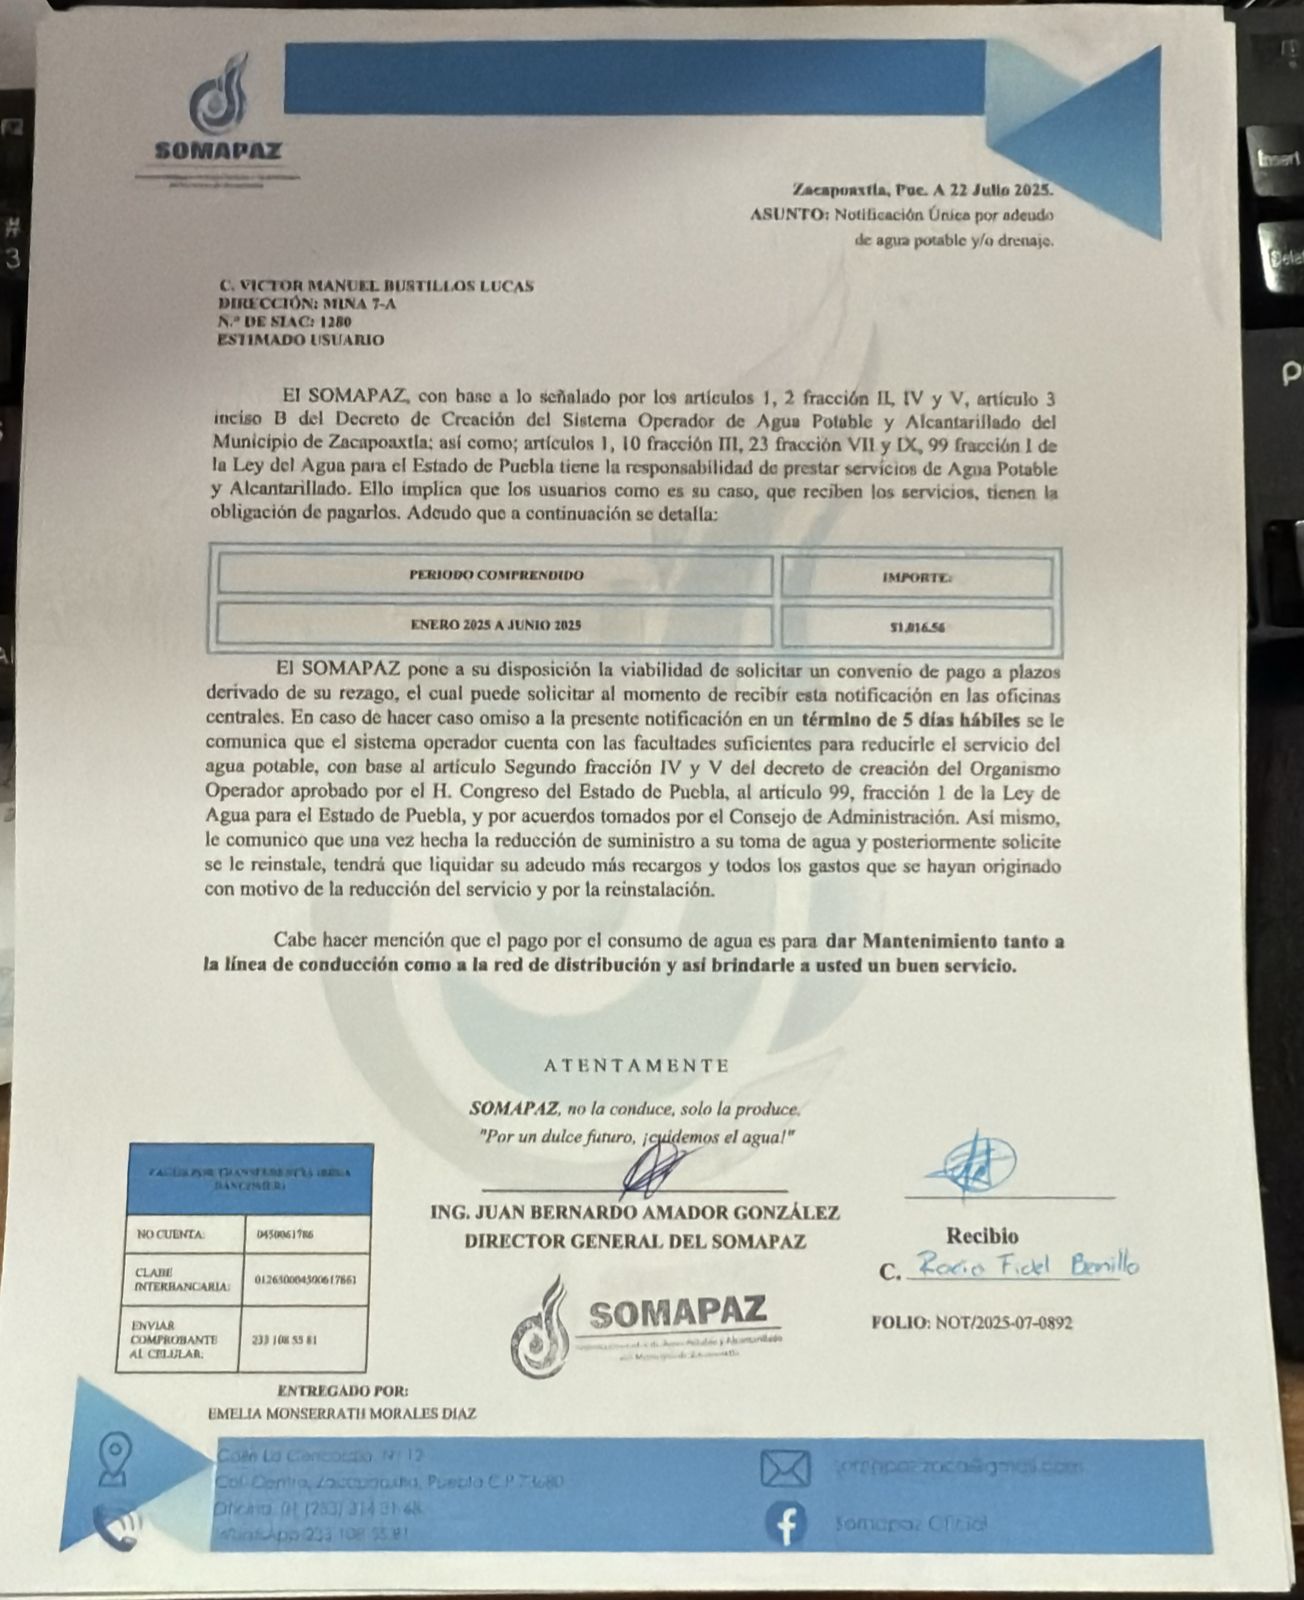 SOMAPAZ
Zacapoaxtla, Pue. A 22 Julio 2025.
ASUNTO: Notificación Única por adeudo
de agua potable y/o drenaje.
C. VICTOR MANUEL BUSTILLOS LUCAS
DIRECCIÓN: MINA 7-A
N.º DE SIAC: 1280
ESTIMADO USUARIO
El SOMAPAZ, con base a lo señalado por los artículos 1, 2 fracción II, IV y V, artículo 3
inciso B del Decreto de Creación del Sistema Operador de Agua Potable y Alcantarillado del
Municipio de Zacapoaxtla; así como; artículos 1, 10 fracción III, 23 fracción VII y IX, 99 fracción I de
la Ley del Agua para el Estado de Puebla tiene la responsabilidad de prestar servicios de Agua Potable
y Alcantarillado. Ello implica que los usuarios como es su caso, que reciben los servicios, tienen la
obligación de pagarlos. Adeudo que a continuación se detalla:
PERIODO COMPRENDIDO
IMPORTE:
ENERO 2025 A JUNIO 2025
$1,016.56
El SOMAPAZ pone a su disposición la viabilidad de solicitar un convenio de pago a plazos
derivado de su rezago, el cual puede solicitar al momento de recibir esta notificación en las oficinas
centrales. En caso de hacer caso omiso a la presente notificación en un término de 5 días hábiles se le
comunica que el sistema operador cuenta con las facultades suficientes para reducirle el servicio del
agua potable, con base al artículo Segundo fracción IV y V del decreto de creación del Organismo
Operador aprobado por el H. Congreso del Estado de Puebla, al artículo 99, fracción 1 de la Ley de
Agua para el Estado de Puebla, y por acuerdos tomados por el Consejo de Administración. Así mismo,
le comunico que una vez hecha la reducción de suministro a su toma de agua y posteriormente solicite
se le reinstale, tendrá que liquidar su adeudo más recargos y todos los gastos que se hayan originado
con motivo de la reducción del servicio y por la reinstalación.
Cabe hacer mención que el pago por el consumo de agua es para dar Mantenimiento tanto a
la línea de conducción como a la red de distribución y así brindarle a usted un buen servicio.
ATENTAMENTE
SOMAPAZ, no la conduce, solo la produce.
"Por un dulce futuro, ¡cuidemos el agua!"
ING. JUAN BERNARDO AMADOR GONZÁLEZ
DIRECTOR GENERAL DEL SOMAPAZ
Recibio
C. Rocio Fidel
FOLIO: NOT/2025-07-0892
SOMAPAZ
NO CUENTA:
0450061786
CLABE
INTERBANCARIA:
ENVIAR
COMPROBANTE
AL CELULAR:
233 108 55 81
ENTREGADO POR:
EMELIA MONSERRATH MORALES DIAZ
Col. Centro, Zacapoaxtla, Puebla C.P. 73680
Oficina. 01 (233) 314 31 48
WhatsApp 233 108 55 81
Somapaz Oficial
Insert
#
3
P